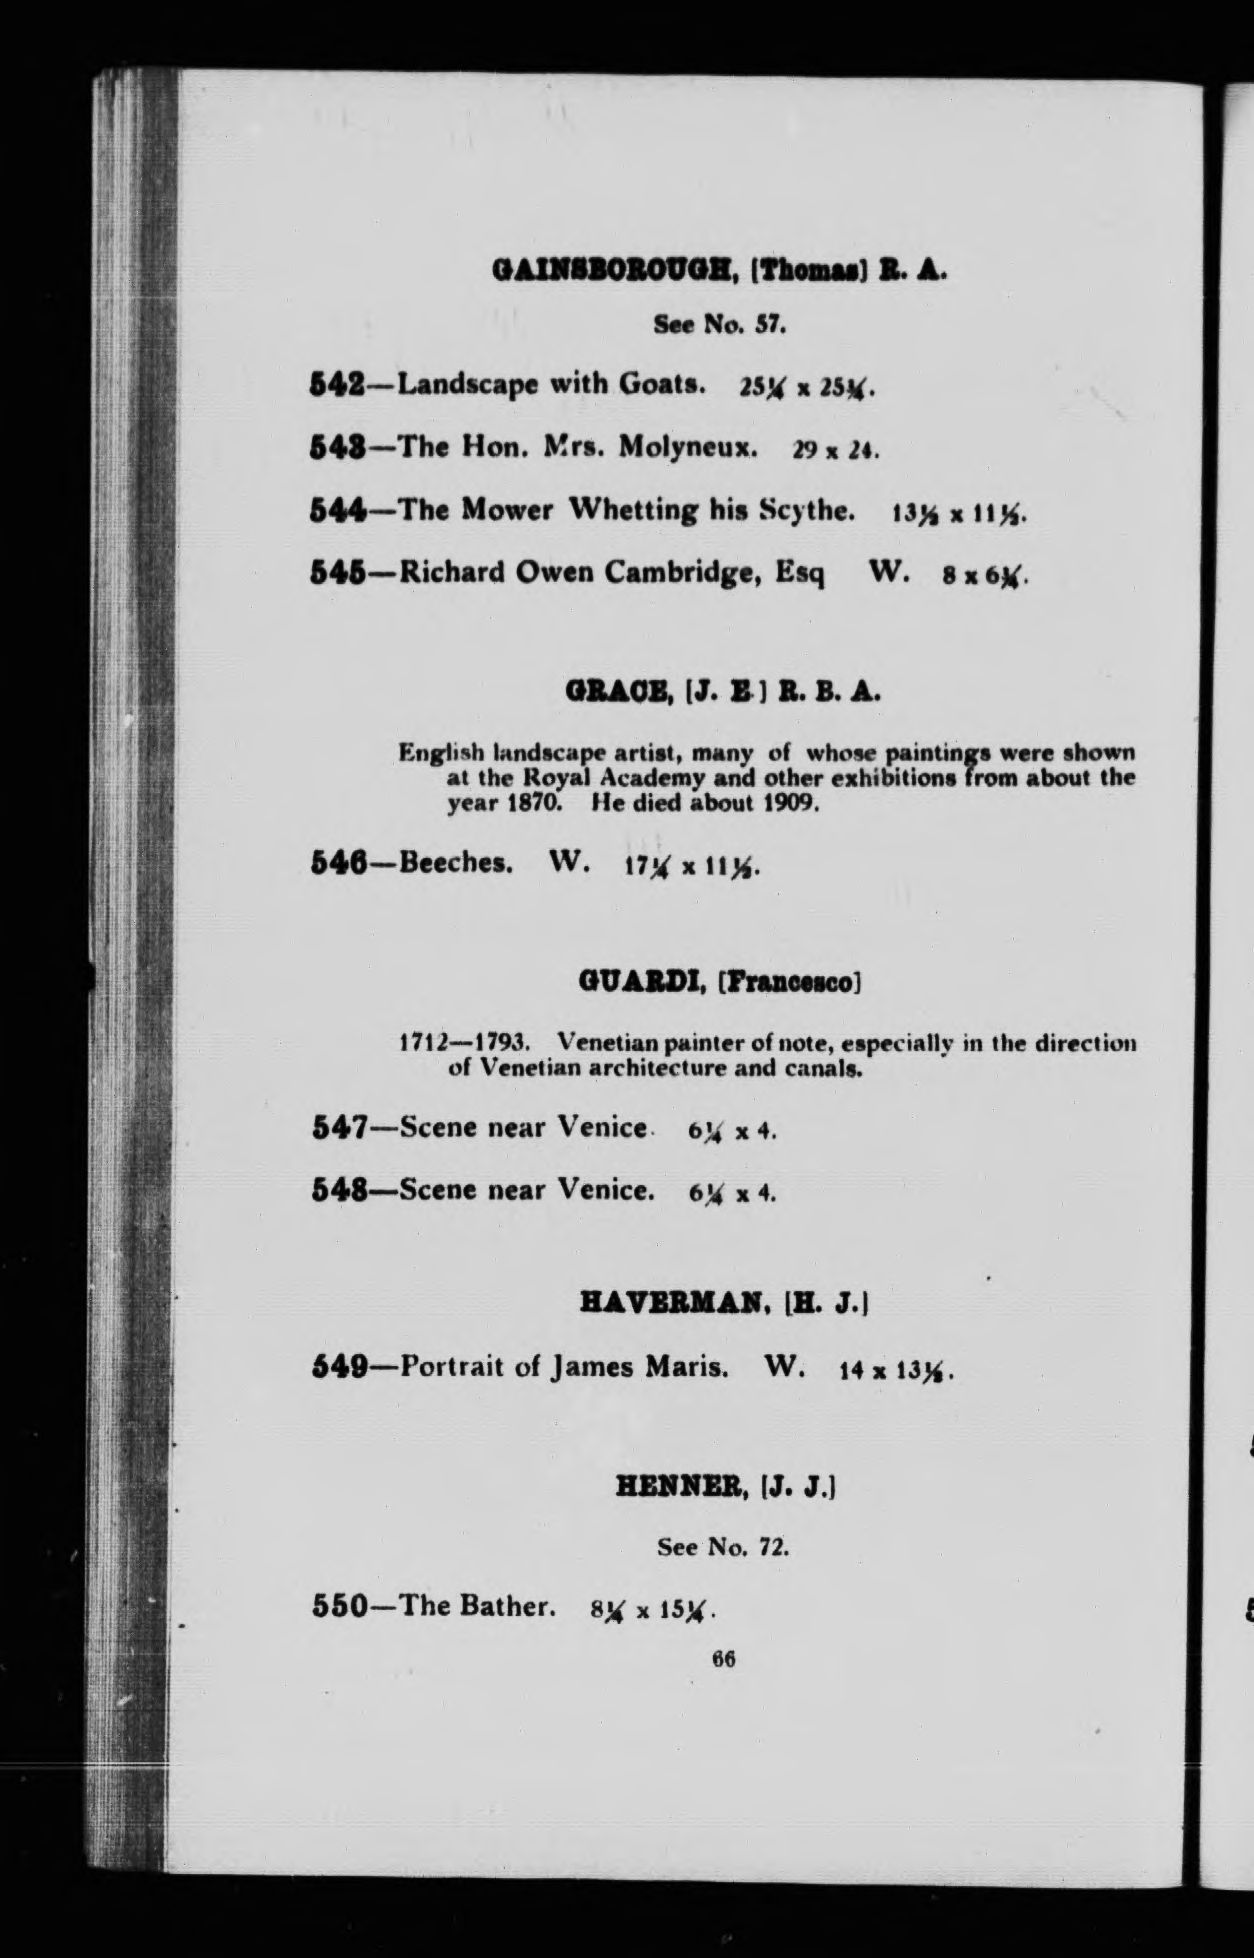 GAINSBOROUGH, [Thomas] R. A.
See No. 57.
542—Landscape with Goats. 25¼ x 25¾.
543—The Hon. Mrs. Molyneux. 29 x 24.
544—The Mower Whetting his Scythe. 13½ x 11½.
545—Richard Owen Cambridge, Esq W. 8 x 6¾.
GRACE, [J. E.] R. B. A.
English landscape artist, many of whose paintings were shown
at the Royal Academy and other exhibitions from about the
year 1870. He died about 1909.
546—Beeches. W. 17¼ x 11½.
GUARDI, [Francesco]
1712—1793. Venetian painter of note, especially in the direction
of Venetian architecture and canals.
547—Scene near Venice. 6¼ x 4.
548—Scene near Venice. 6¼ x 4.
HAVERMAN, [H. J.]
549—Portrait of James Maris. W. 14 x 13½.
HENNER, [J. J.]
See No. 72.
550—The Bather. 8¼ x 15¼.
66